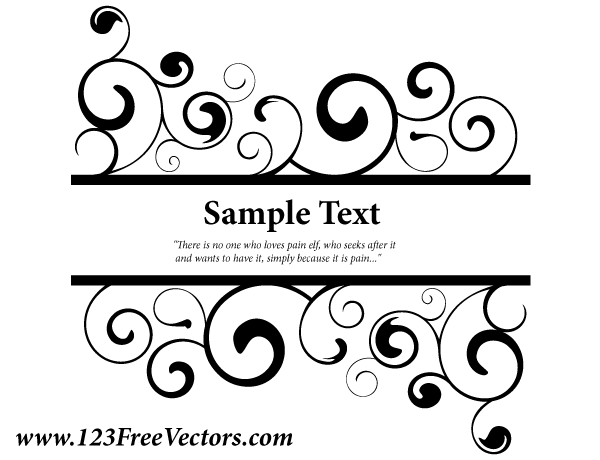 Sample Text
"There is no one who loves pain elf, who seeks after it
and wants to have it, simply because it is pain..."
www.123FreeVectors.com